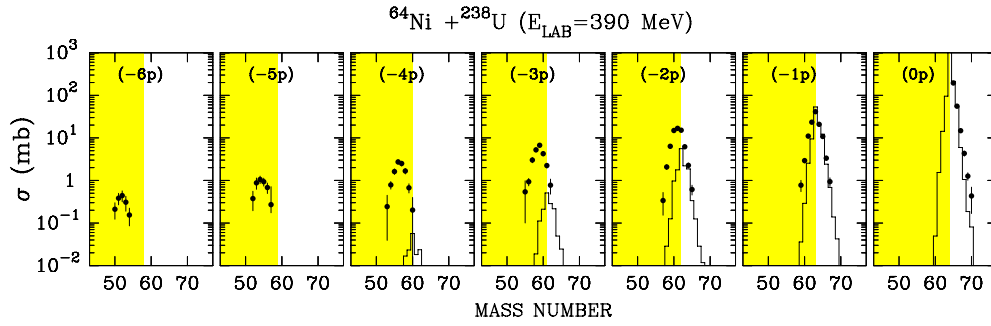 ⁶⁴Ni +²³⁸U (E_LAB=390 MeV)
σ (mb)
10³
10²
10¹
1
10⁻¹
10⁻²
(−6p) (−5p) (−4p) (−3p) (−2p) (−1p) (0p)
50 60 70 50 60 70 50 60 70 50 60 70 50 60 70 50 60 70 50 60 70
MASS NUMBER